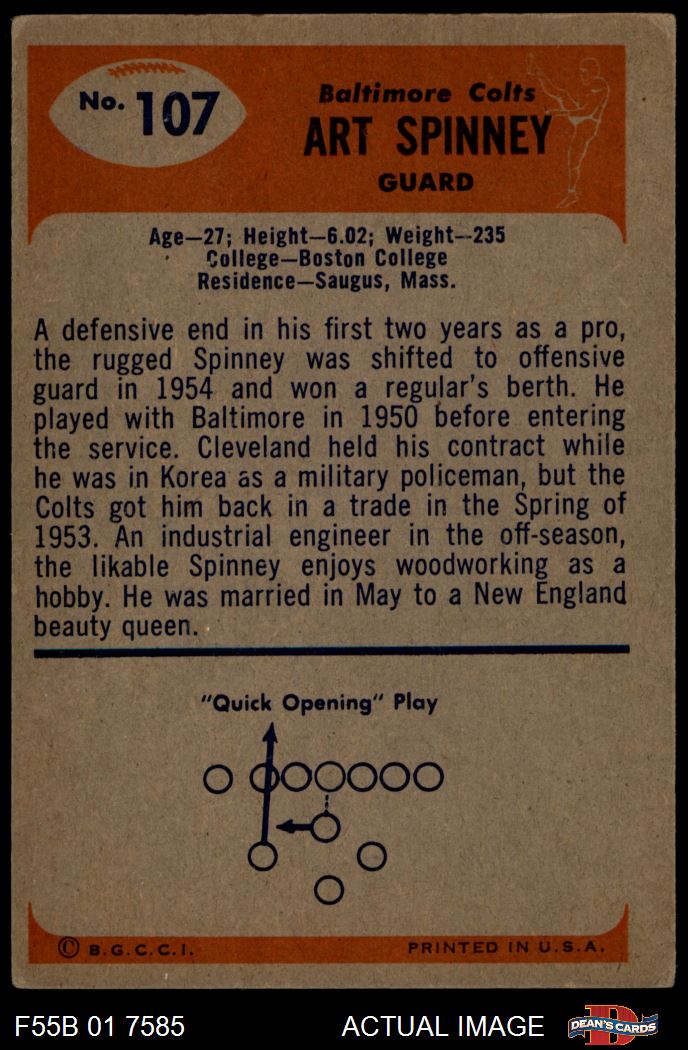 No. 107
Baltimore Colts
ART SPINNEY
GUARD
Age—27; Height—6.02; Weight—235
College—Boston College
Residence—Saugus, Mass.
A defensive end in his first two years as a pro,
the rugged Spinney was shifted to offensive
guard in 1954 and won a regular's berth. He
played with Baltimore in 1950 before entering
the service. Cleveland held his contract while
he was in Korea as a military policeman, but the
Colts got him back in a trade in the Spring of
1953. An industrial engineer in the off-season,
the likable Spinney enjoys woodworking as a
hobby. He was married in May to a New England
beauty queen.
"Quick Opening" Play
© B.G.C.C.I.
PRINTED IN U.S.A.
F55B 01 7585
ACTUAL IMAGE
D
DEAN'S CARDS